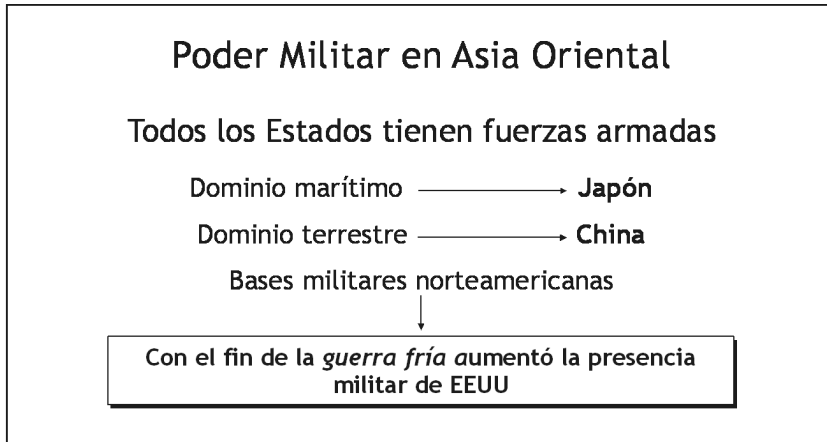 Poder Militar en Asia Oriental
Todos los Estados tienen fuerzas armadas
Dominio marítimo Japón
Dominio terrestre China
Bases militares norteamericanas
Con el fin de la guerra fría aumentó la presencia
militar de EEUU